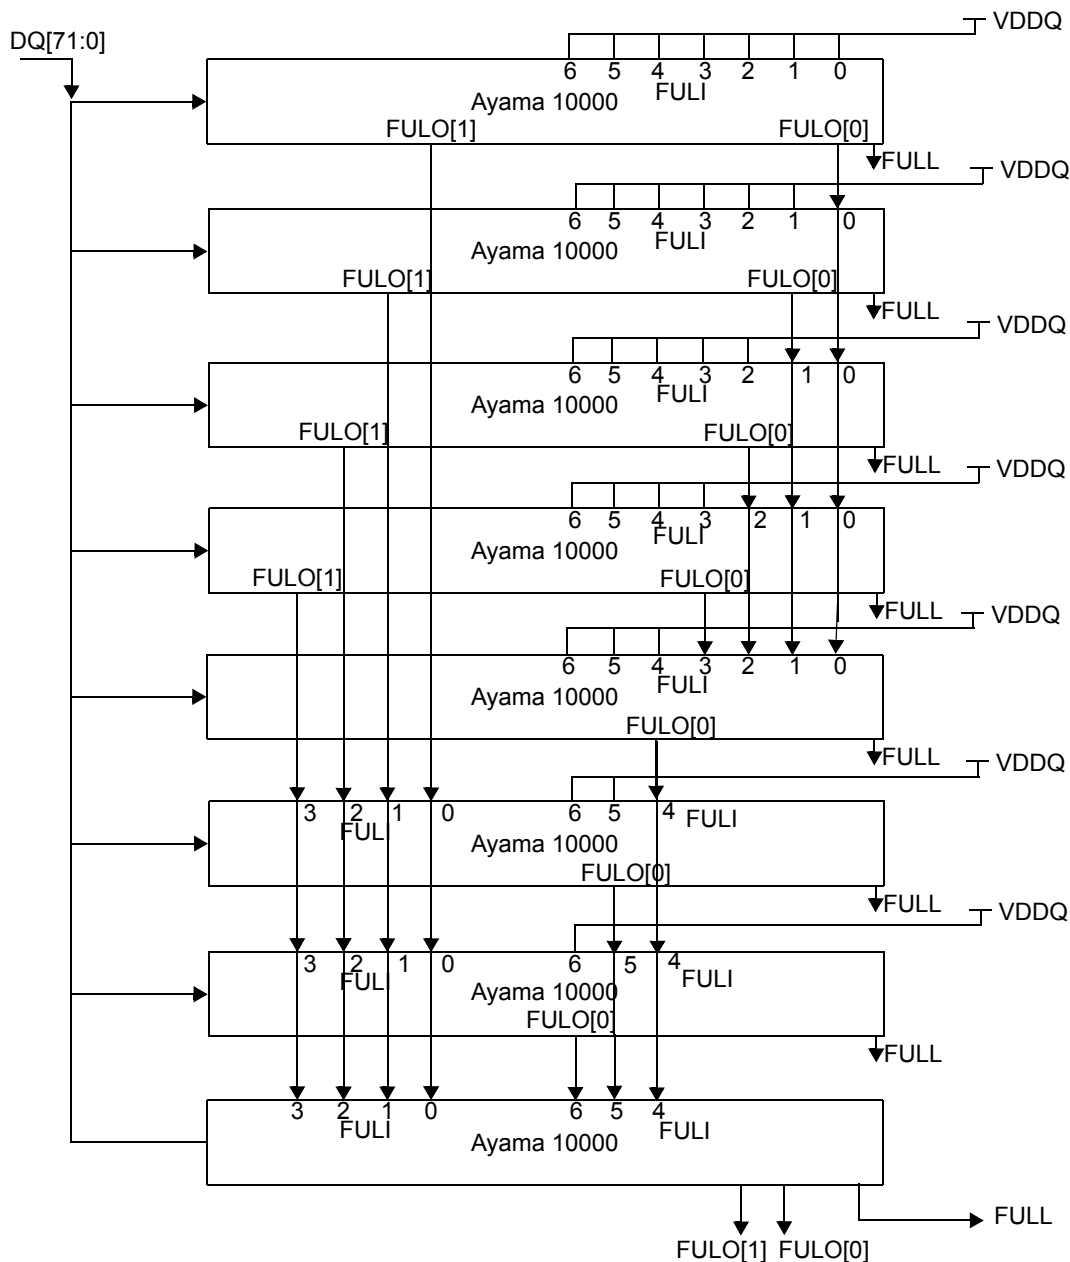 VDDQ
DQ[71:0]
6 5 4 3 2 1 0
FULI
Ayama 10000
FULO[1] FULO[0]
FULL
VDDQ
6 5 4 3 2 1 0
FULI
Ayama 10000
FULO[1] FULO[0]
FULL
VDDQ
6 5 4 3 2 1 0
FULI
Ayama 10000
FULO[1] FULO[0]
FULL
VDDQ
6 5 4 3 2 1 0
FULI
Ayama 10000
FULO[1] FULO[0]
FULL
VDDQ
6 5 4 3 2 1 0
FULI
Ayama 10000
FULO[0]
FULL
VDDQ
3 2 1 0 6 5 4 FULI
FULI
Ayama 10000
FULO[0]
FULL
VDDQ
3 2 1 0 6 5 4
FULI FULI
Ayama 10000
FULO[0]
FULL
3 2 1 0 6 5 4
FULI FULI
Ayama 10000
FULL
FULO[1] FULO[0]